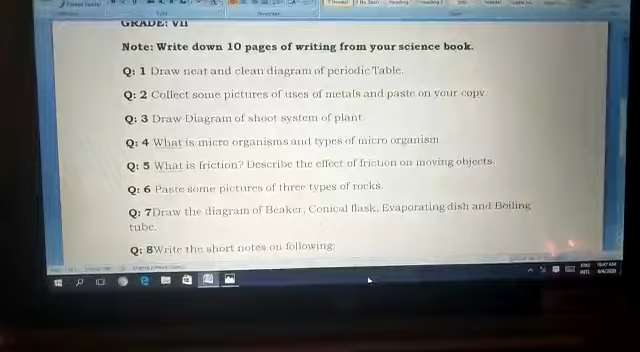 GRADE: VII
Note: Write down 10 pages of writing from your science book.
Q: 1 Draw neat and clean diagram of periodic Table.
Q: 2 Collect some pictures of uses of metals and paste on your copy.
Q: 3 Draw Diagram of shoot system of plant.
Q: 4 What is micro organisms and types of micro organism
Q: 5 What is friction? Describe the effect of friction on moving objects.
Q: 6 Paste some pictures of three types of rocks.
Q: 7Draw the diagram of Beaker, Conical flask, Evaporating dish and Boiling
tube.
Q: 8Write the short notes on following: